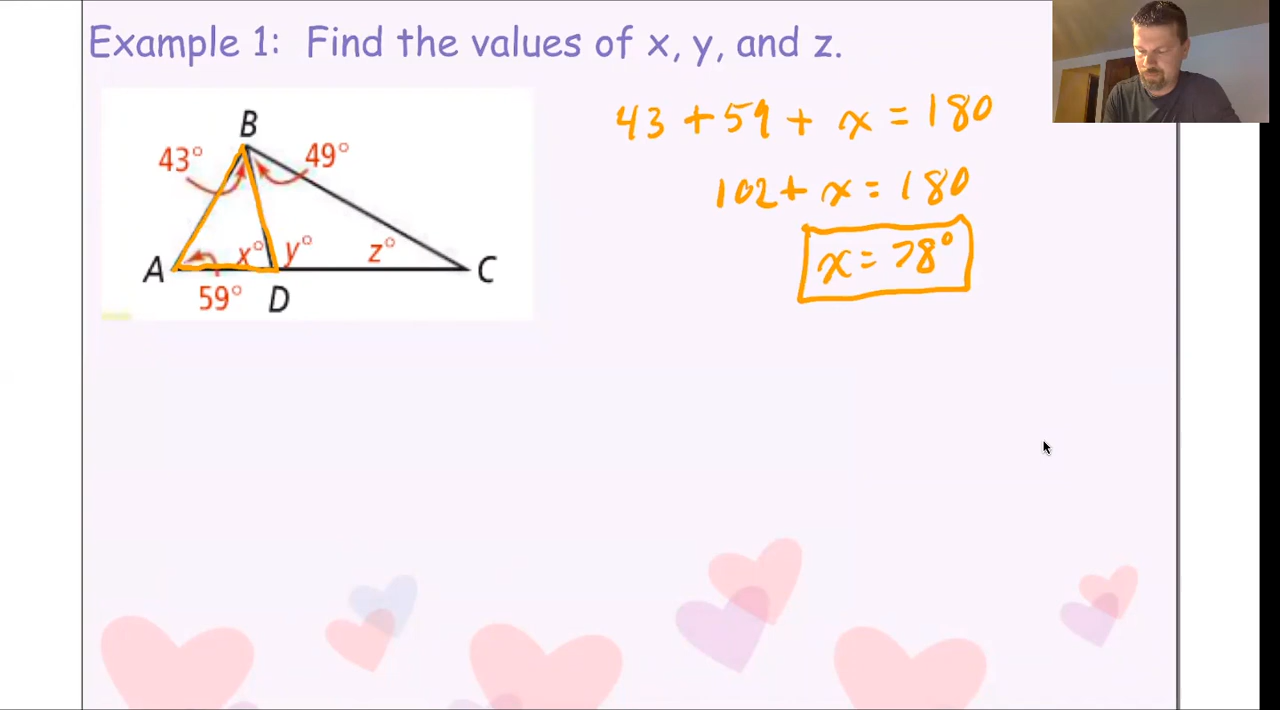 Example 1: Find the values of x, y, and z.
43 + 59 + x = 180
102 + x = 180
x = 78°
B
43°
49°
x°
y°
z°
A
C
59°
D